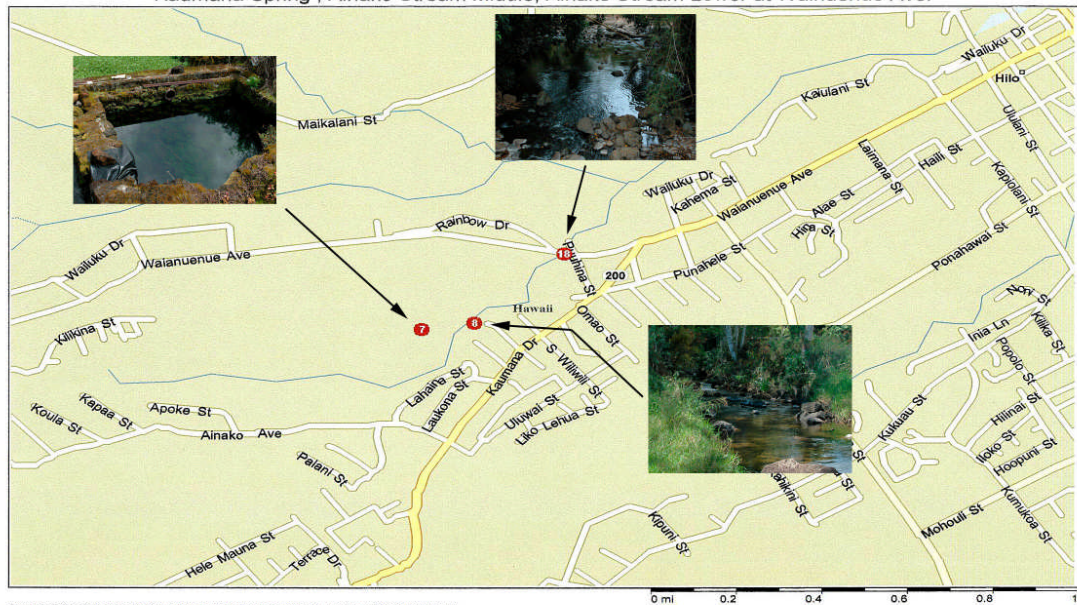 Wailuku Dr
Hilo
Kaiulani St
Maikalani St
Ululani St
Laimana St
Haili St
Kapiolani St
Wailuku Dr
Kahema St
Waianuenue Ave
Alae St
Hina St
Rainbow Dr
Puuhina St
Punahele St
Ponahawai St
Wailuku Dr
Waianuenue Ave
18
200
Noni St
Hawaii
Omao St
Inia Ln
Kilika St
Kilikina St
7
8
Kaumana Dr
S Wiliwili St
Popolo St
Lahaina St
Laukona St
Uluwai St
Liko Lehua St
Kukuau St
Hilinai St
Koula St
Kapaa St
Apoke St
Ainako Ave
Iloko St
Hoopuni St
Palani St
Kumukoa St
Kipuni St
Mohouli St
Hele Mauna St
Terrace Dr
0 mi 0.2 0.4 0.6 0.8 1